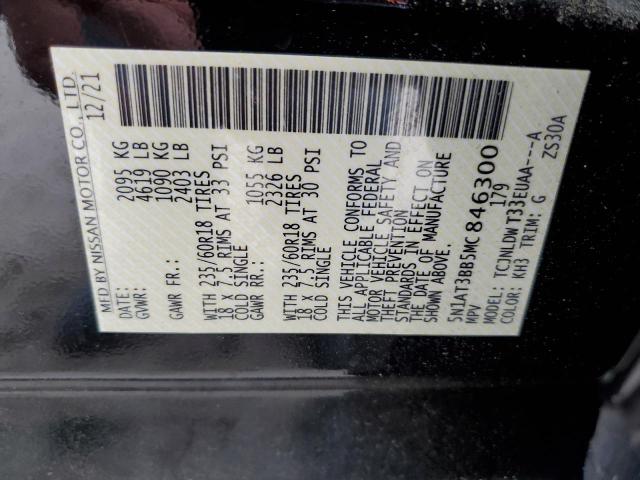 MFD BY NISSAN MOTOR CO., LTD.
DATE: 12/21
GVWR: 2095 KG
4619 LB
GAWR FR.: 1090 KG
2403 LB
WITH 235/60R18 TIRES
18 X 7.5 RIMS AT 33 PSI
COLD SINGLE
GAWR RR.: 1055 KG
2326 LB
WITH 235/60R18 TIRES
18 X 7.5 RIMS AT 30 PSI
COLD SINGLE
THIS VEHICLE CONFORMS TO
ALL APPLICABLE FEDERAL
MOTOR VEHICLE SAFETY AND
THEFT PREVENTION
STANDARDS IN EFFECT ON
THE DATE OF MANUFACTURE
SHOWN ABOVE.
5N1AT3BB5MC846300
MPV 179
MODEL: TCJNLDW T33EUAA---A
COLOR: KH3 TRIM: G ZS30A